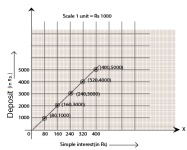 Scale 1 unit = Rs 1000
Deposit (in Rs.)
5000
4000
3000
2000
1000
0
80 160 240 320 400
(400,5000)
(320,4000)
(240,3000)
(160,2000)
(80,1000)
X
Simple interest(in Rs)